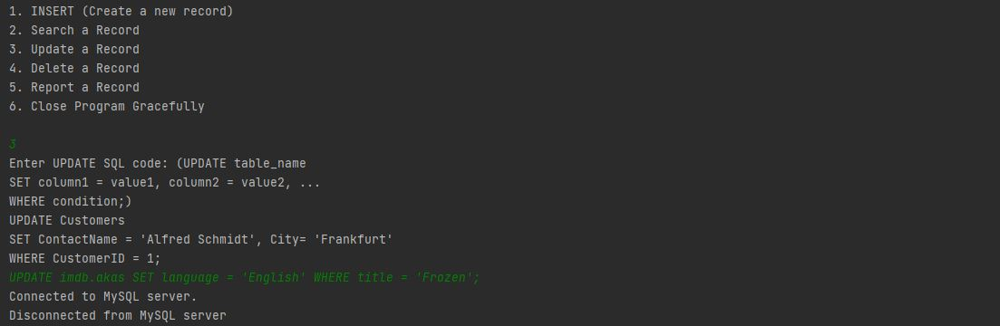 1. INSERT (Create a new record)
2. Search a Record
3. Update a Record
4. Delete a Record
5. Report a Record
6. Close Program Gracefully
3
Enter UPDATE SQL code: (UPDATE table_name
SET column1 = value1, column2 = value2, ...
WHERE condition;)
UPDATE Customers
SET ContactName = 'Alfred Schmidt', City= 'Frankfurt'
WHERE CustomerID = 1;
UPDATE imdb.akas SET language = 'English' WHERE title = 'Frozen';
Connected to MySQL server.
Disconnected from MySQL server